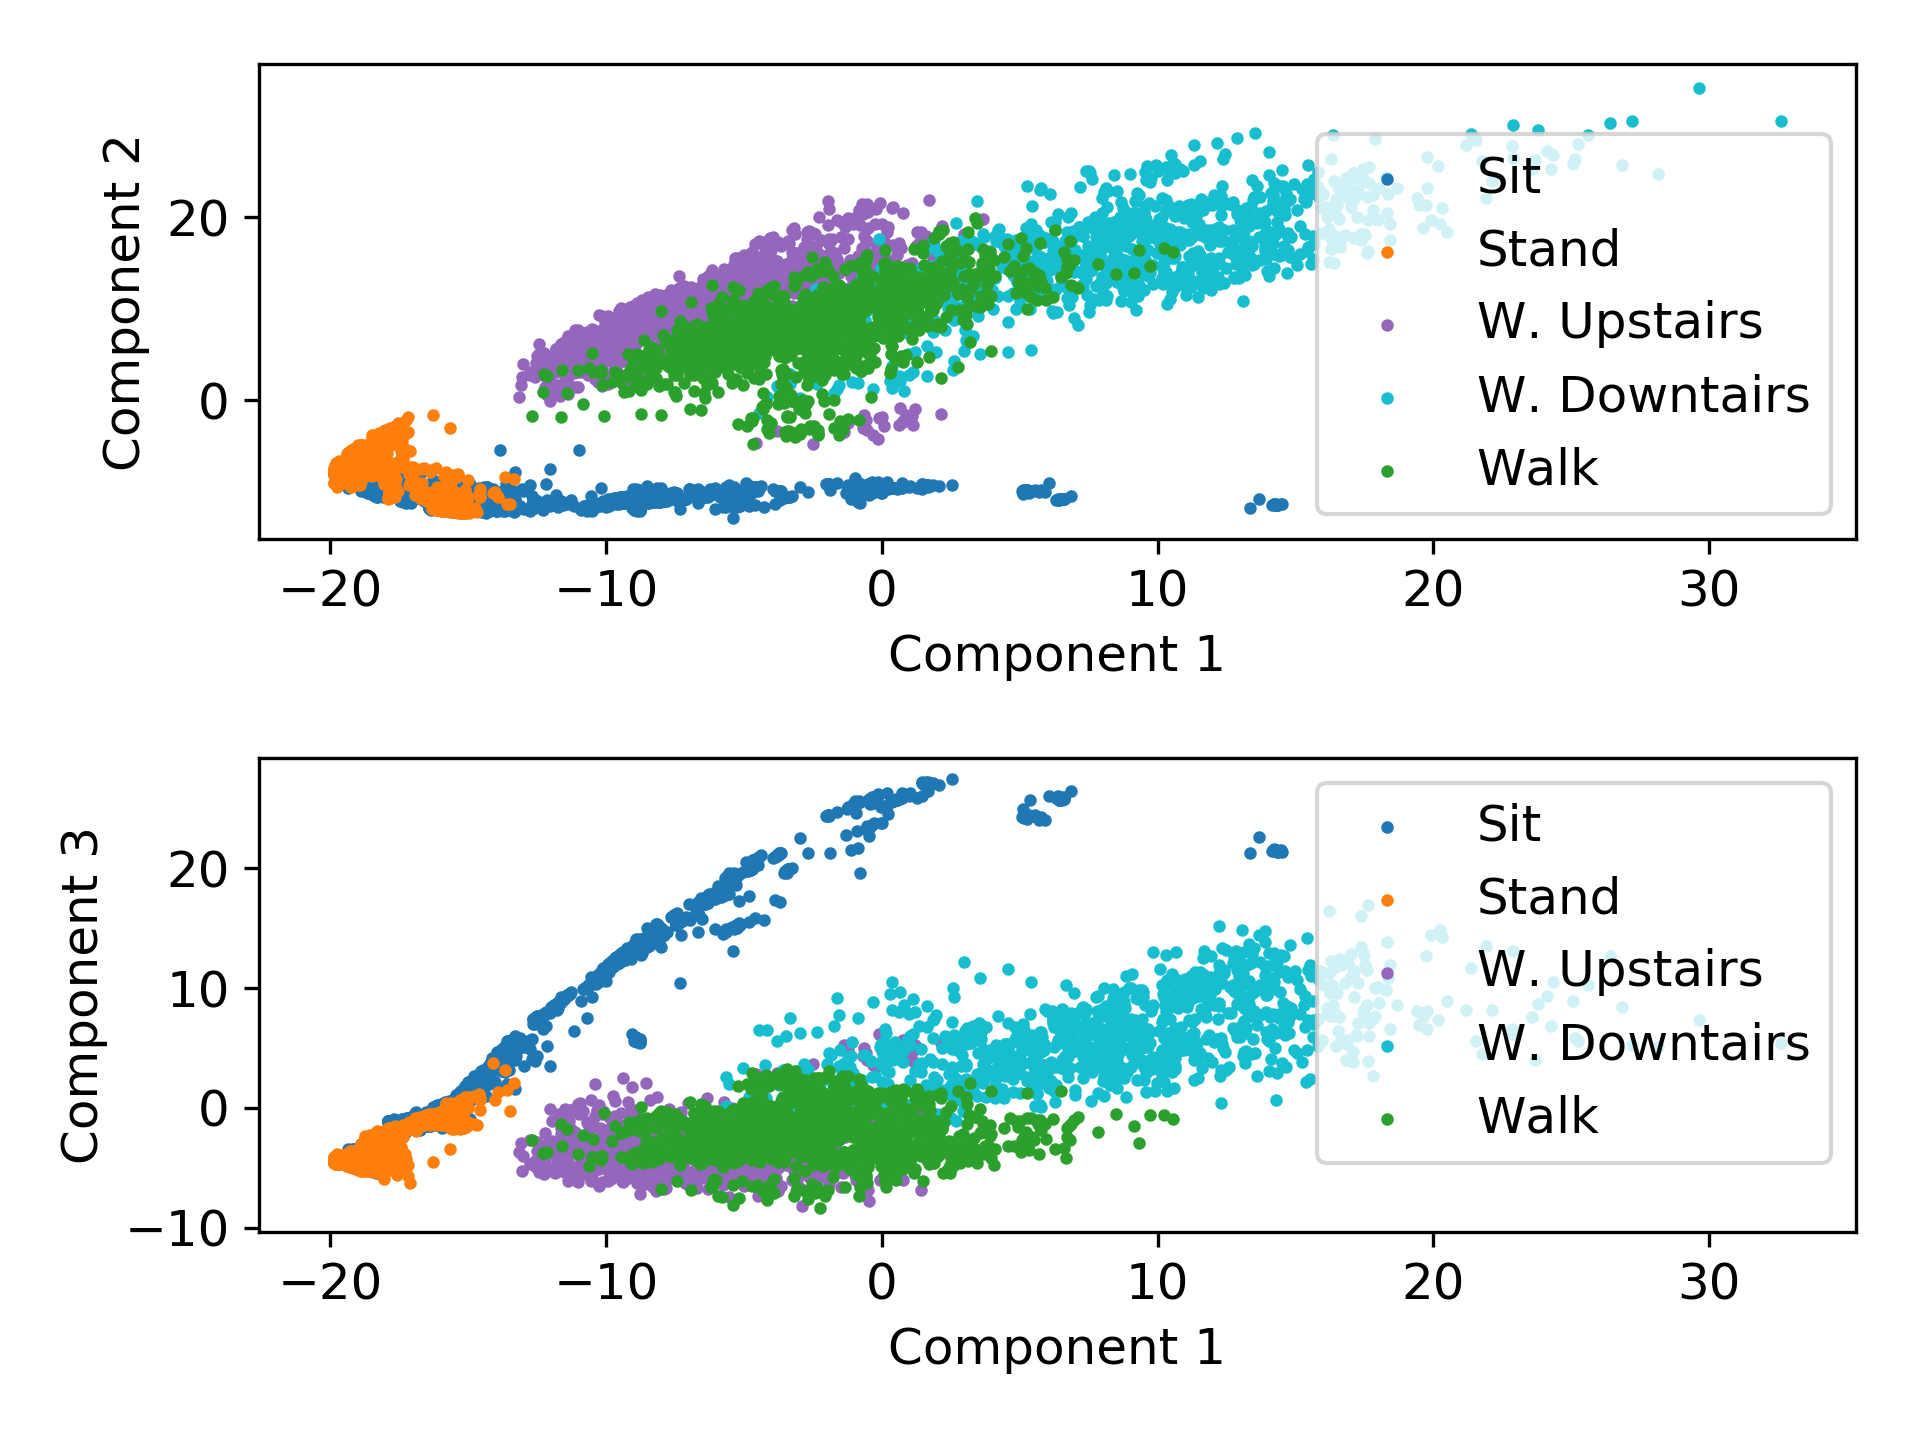 Component 2
20
0
Sit
Stand
W. Upstairs
W. Downtairs
Walk
−20 −10 0 10 20 30
Component 1
Component 3
20
10
0
−10
Sit
Stand
W. Upstairs
W. Downtairs
Walk
−20 −10 0 10 20 30
Component 1